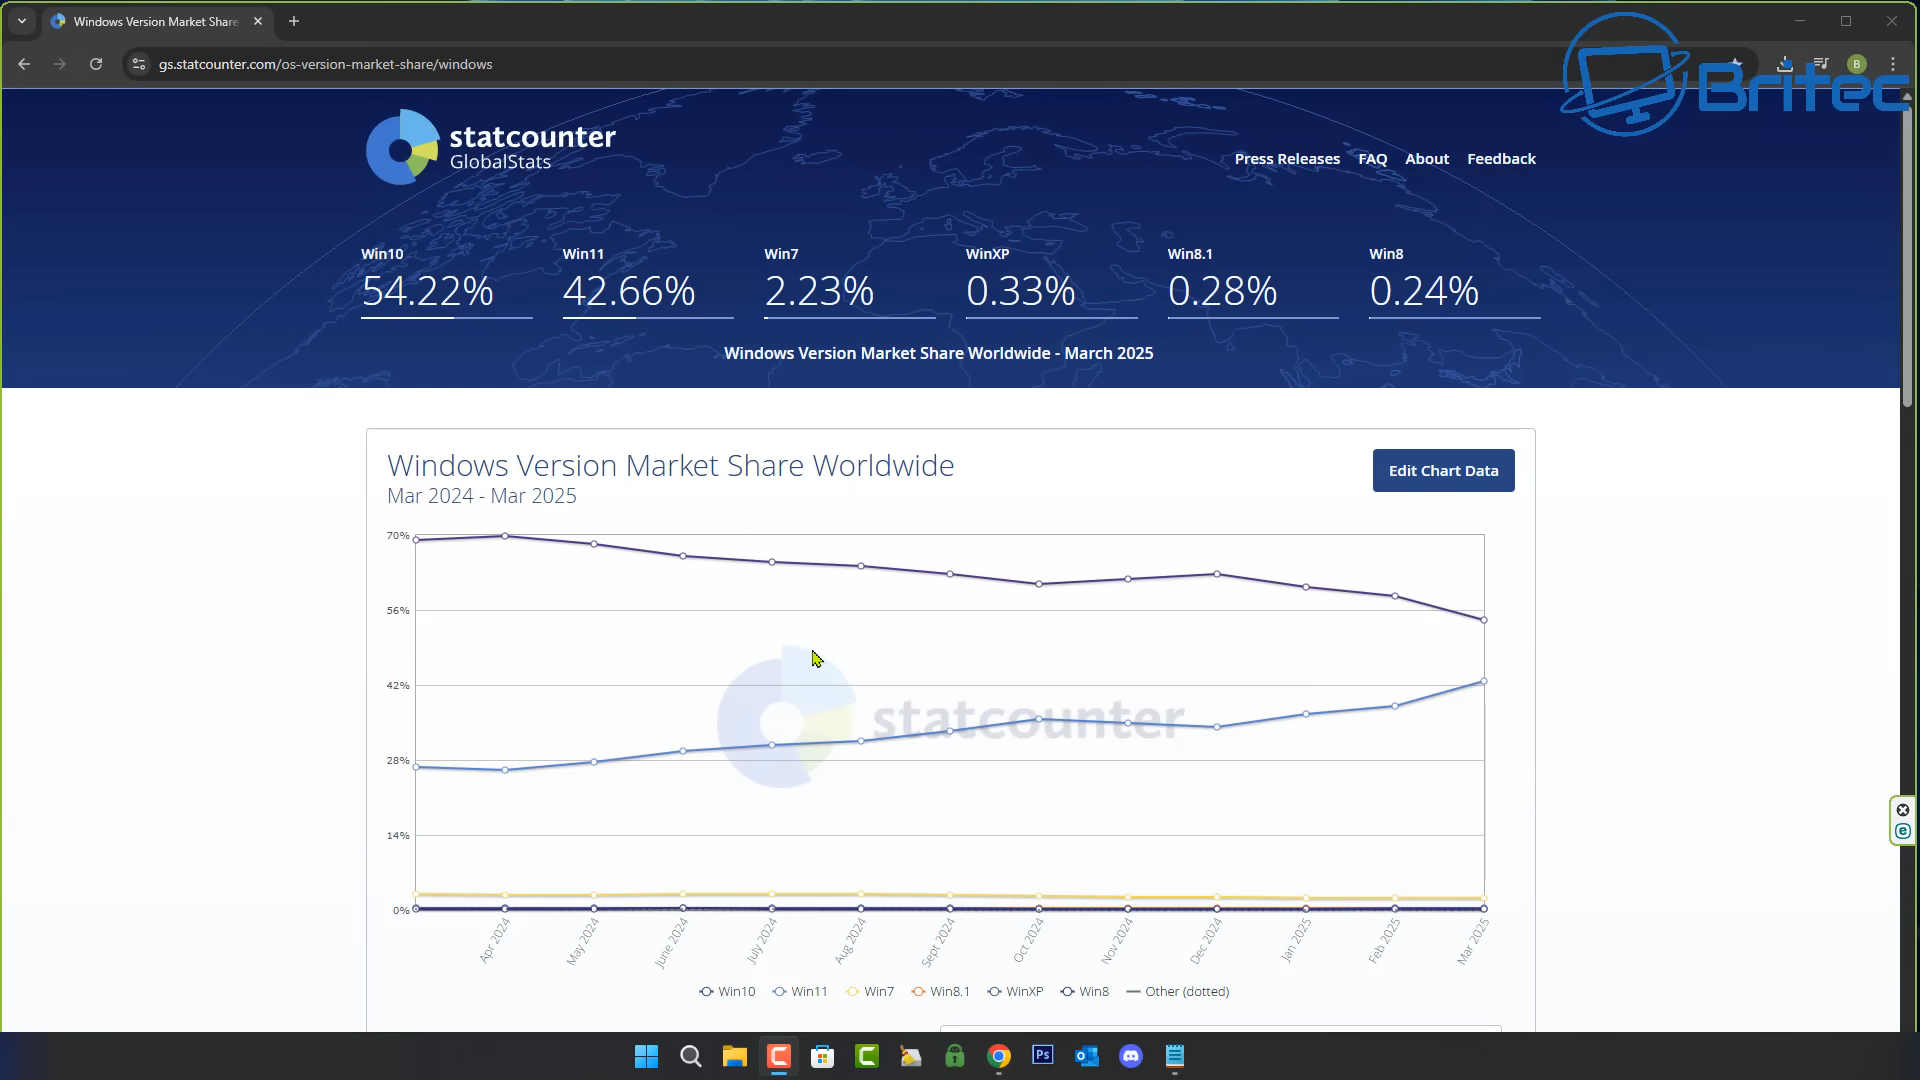 Windows Version Market Share
gs.statcounter.com/os-version-market-share/windows
B
Britec
statcounter
GlobalStats
Press Releases FAQ About Feedback
Win10 Win11 Win7 WinXP Win8.1 Win8
54.22% 42.66% 2.23% 0.33% 0.28% 0.24%
Windows Version Market Share Worldwide - March 2025
Windows Version Market Share Worldwide
Edit Chart Data
Mar 2024 - Mar 2025
70%
56%
42%
statcounter
28%
14%
0%
Apr 2024 May 2024 June 2024 July 2024 Aug 2024 Sept 2024 Oct 2024 Nov 2024 Dec 2024 Jan 2025 Feb 2025 Mar 2025
Win10 Win11 Win7 Win8.1 WinXP Win8 Other (dotted)
Ps